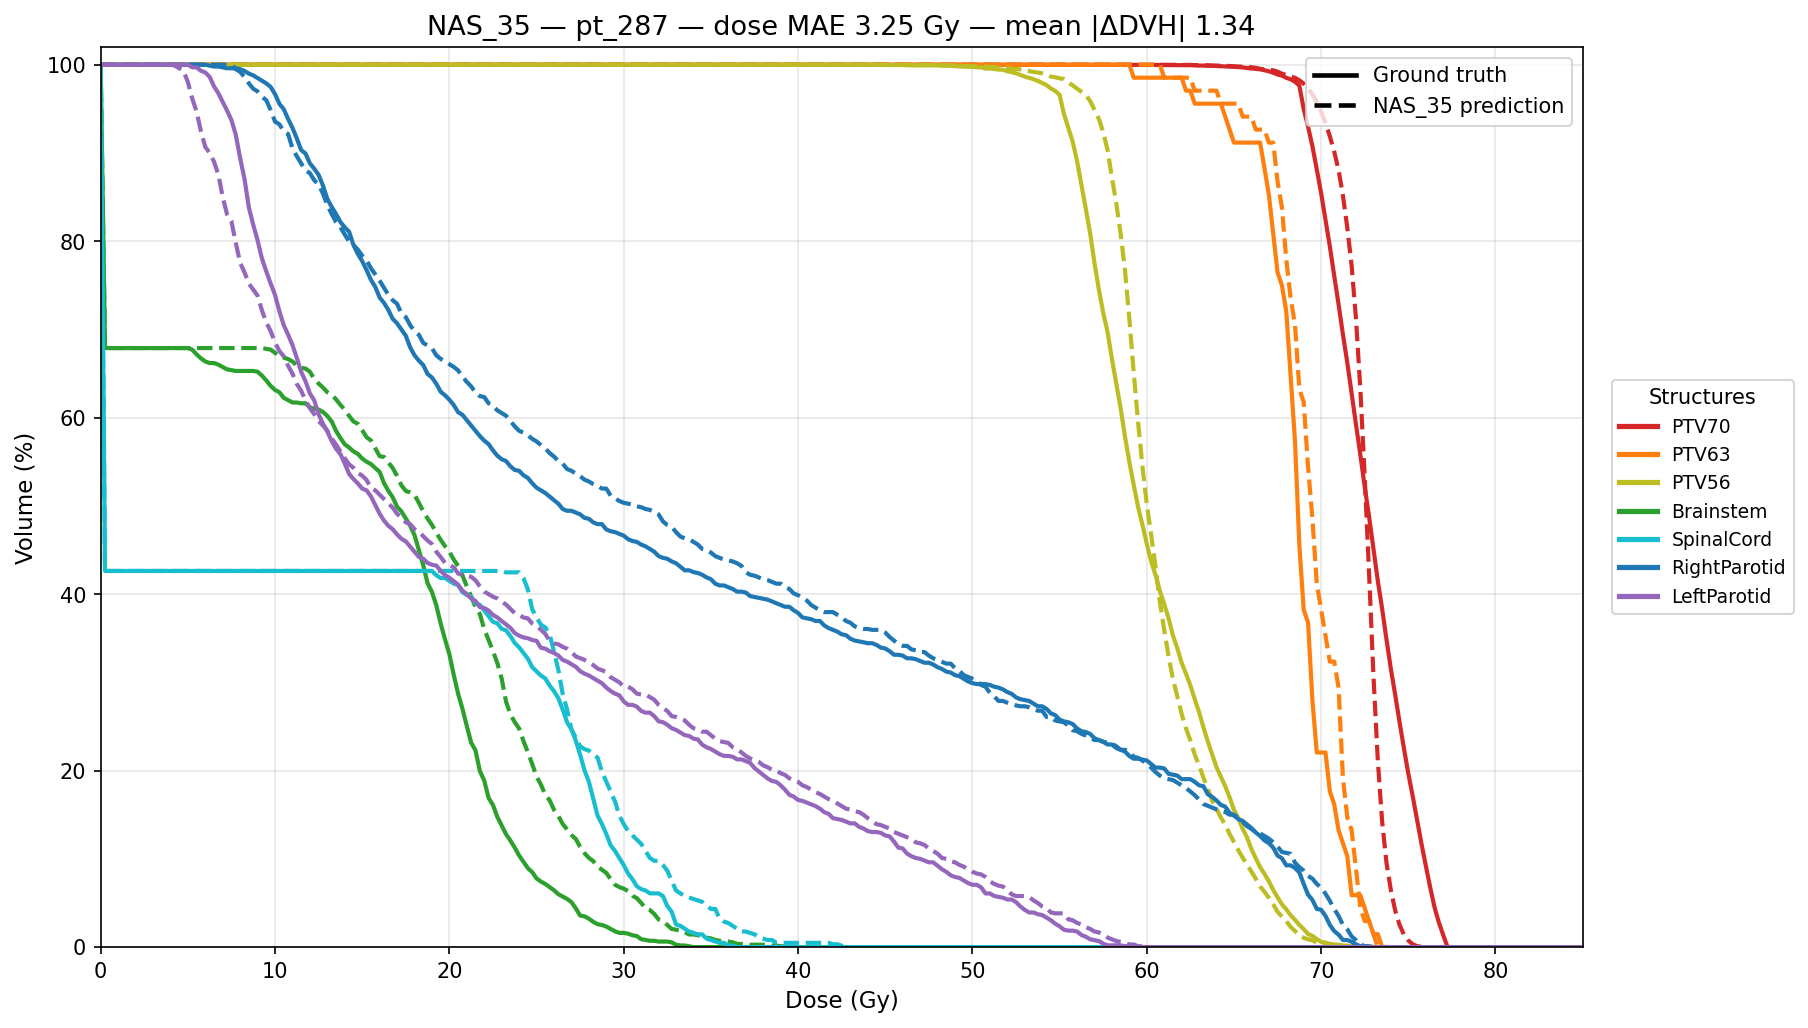 NAS_35 — pt_287 — dose MAE 3.25 Gy — mean |ΔDVH| 1.34
Ground truth
NAS_35 prediction
Volume (%)
100
80
60
40
20
0
0 10 20 30 40 50 60 70 80
Dose (Gy)
Structures
PTV70
PTV63
PTV56
Brainstem
SpinalCord
RightParotid
LeftParotid